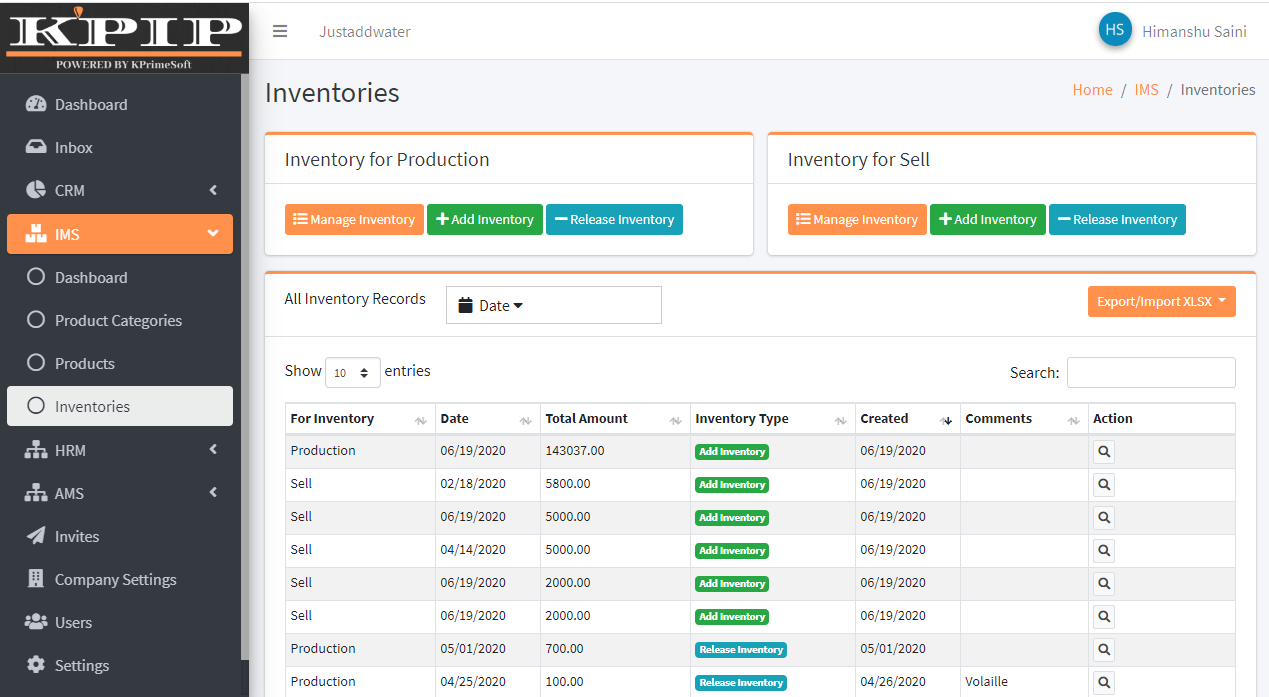 KPIP
POWERED BY KPrimeSoft
Justaddwater
HS Himanshu Saini
Dashboard
Inbox
CRM
IMS
Dashboard
Product Categories
Products
Inventories
HRM
AMS
Invites
Company Settings
Users
Settings
Inventories
Home / IMS / Inventories
Inventory for Production
Manage Inventory Add Inventory Release Inventory
Inventory for Sell
Manage Inventory Add Inventory Release Inventory
All Inventory Records Date Export/Import XLSX
Show 10 entries Search:
For Inventory Date Total Amount Inventory Type Created Comments Action
Production 06/19/2020 143037.00 Add Inventory 06/19/2020
Sell 02/18/2020 5800.00 Add Inventory 06/19/2020
Sell 06/19/2020 5000.00 Add Inventory 06/19/2020
Sell 04/14/2020 5000.00 Add Inventory 06/19/2020
Sell 06/19/2020 2000.00 Add Inventory 06/19/2020
Sell 06/19/2020 2000.00 Add Inventory 06/19/2020
Production 05/01/2020 700.00 Release Inventory 05/01/2020
Production 04/25/2020 100.00 Release Inventory 04/26/2020 Volaille